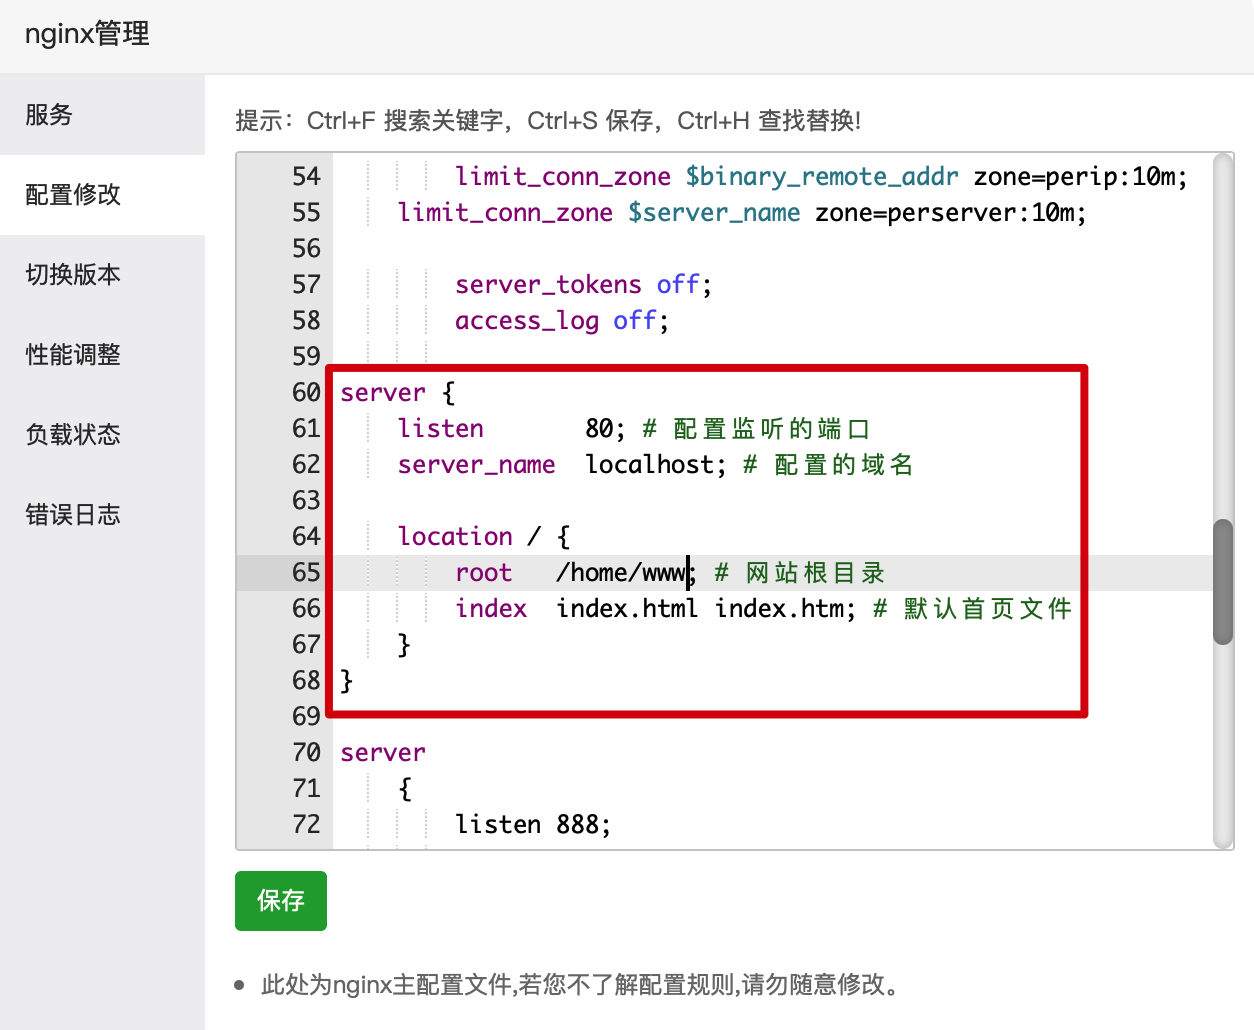 nginx管理
服务
配置修改
切换版本
性能调整
负载状态
错误日志
提示：Ctrl+F 搜索关键字，Ctrl+S 保存，Ctrl+H 查找替换!
54 limit_conn_zone $binary_remote_addr zone=perip:10m;
55 limit_conn_zone $server_name zone=perserver:10m;
56
57 server_tokens off;
58 access_log off;
59
60 server {
61 listen 80; # 配置监听的端口
62 server_name localhost; # 配置的域名
63
64 location / {
65 root /home/www; # 网站根目录
66 index index.html index.htm; # 默认首页文件
67 }
68 }
69
70 server
71 {
72 listen 888;
保存
此处为nginx主配置文件,若您不了解配置规则,请勿随意修改。